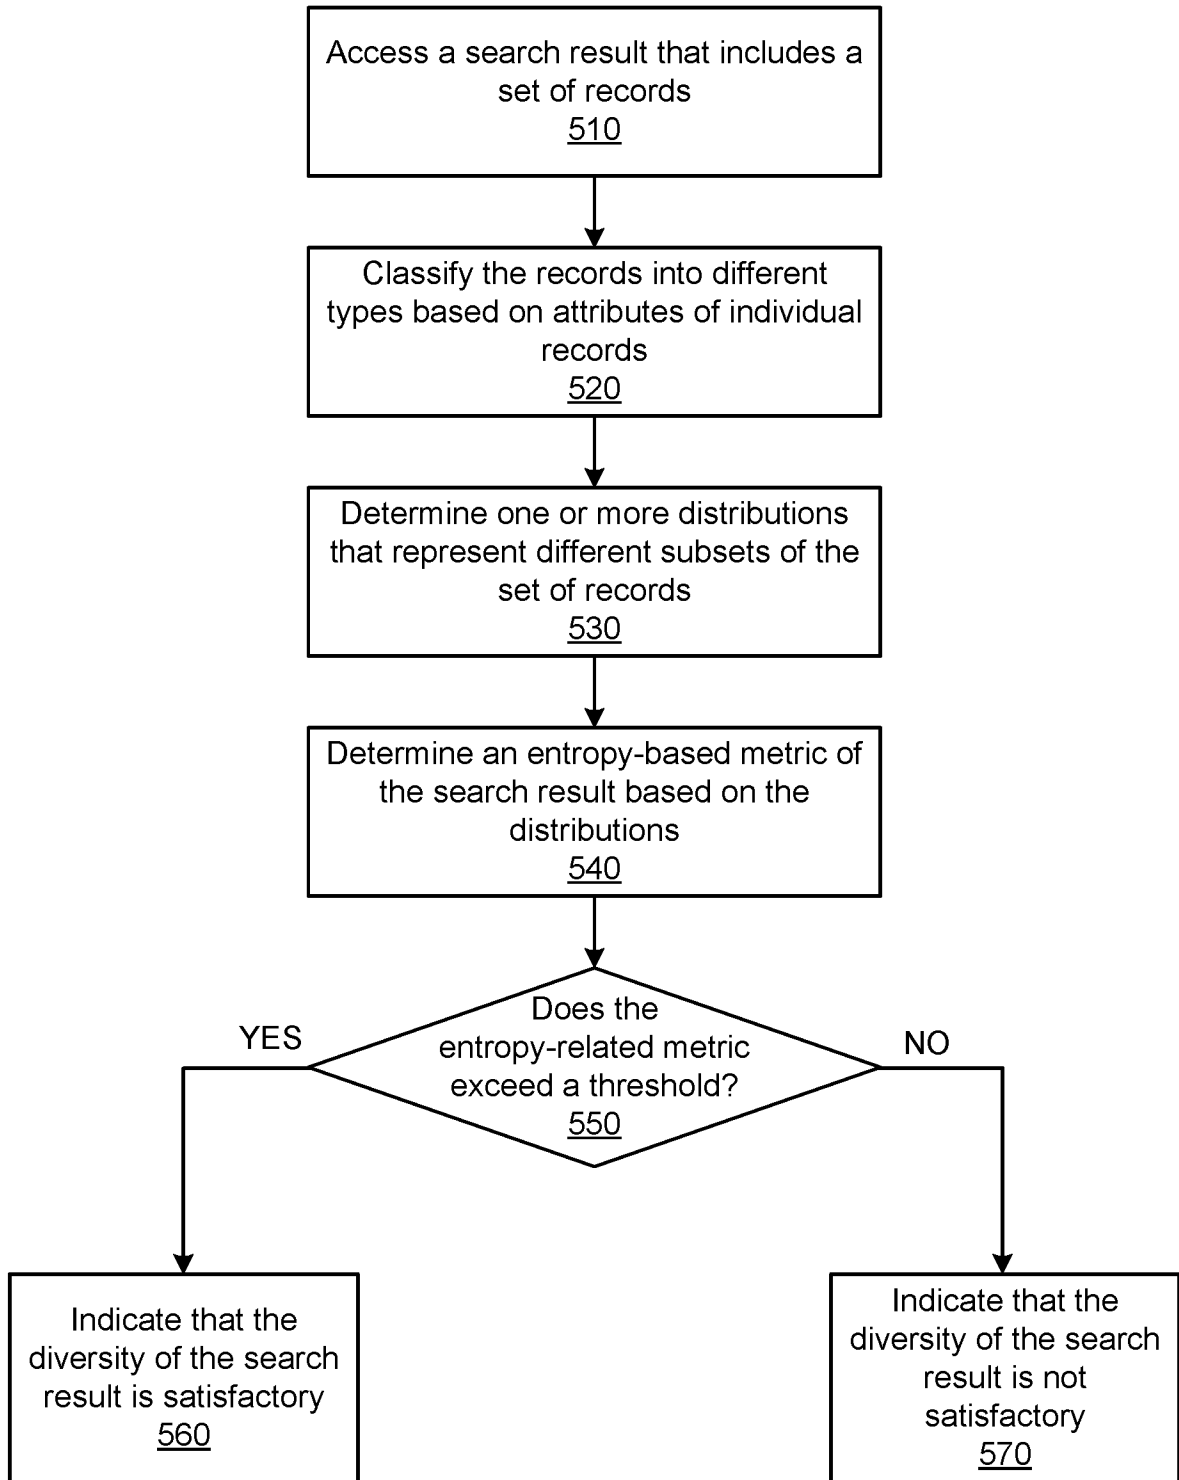 Access a search result that includes a
set of records
510
Classify the records into different
types based on attributes of individual
records
520
Determine one or more distributions
that represent different subsets of the
set of records
530
Determine an entropy-based metric of
the search result based on the
distributions
540
Does the
entropy-related metric
exceed a threshold?
550
YES
NO
Indicate that the
diversity of the search
result is satisfactory
560
Indicate that the
diversity of the search
result is not
satisfactory
570